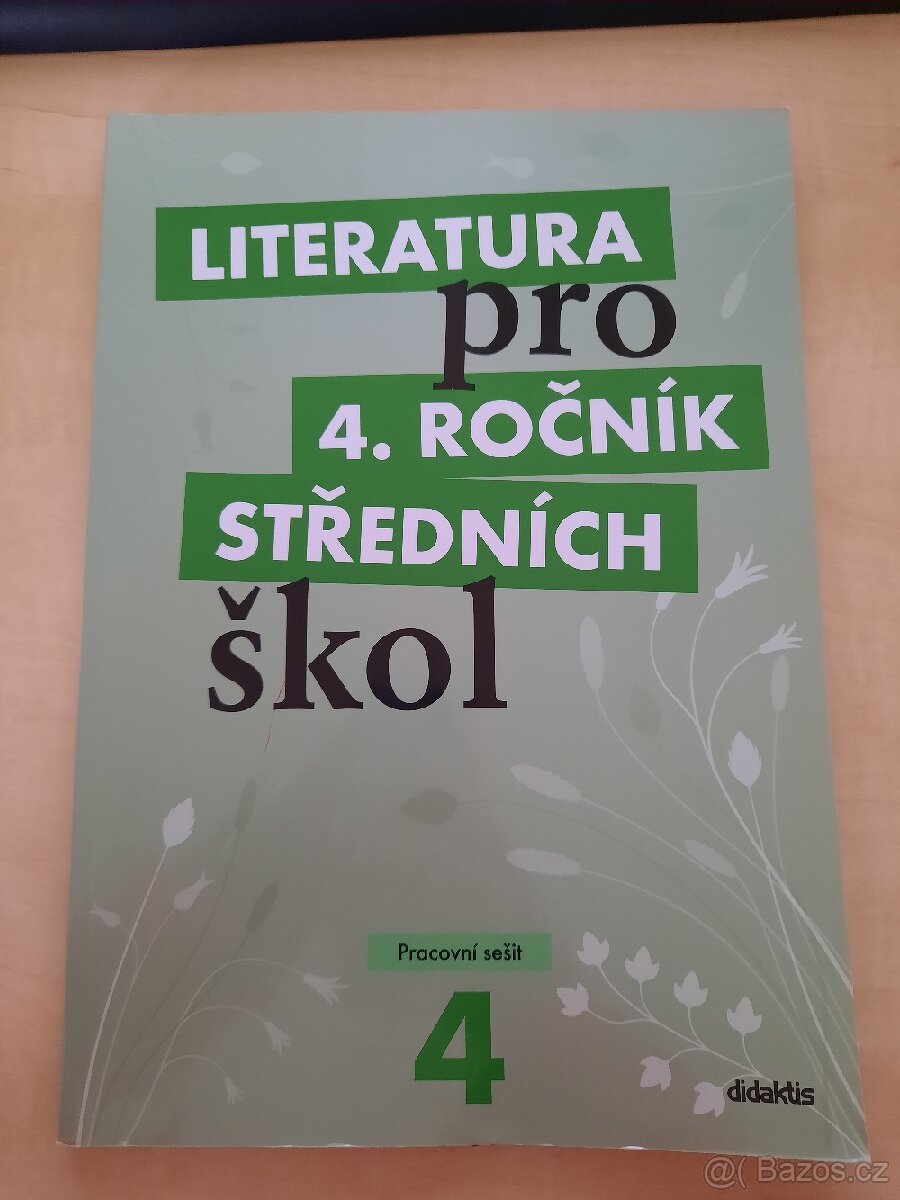 LITERATURA
pro
4. ROČNÍK
STŘEDNÍCH
škol
Pracovní sešit
4
didaktis
@( Bazos.cz